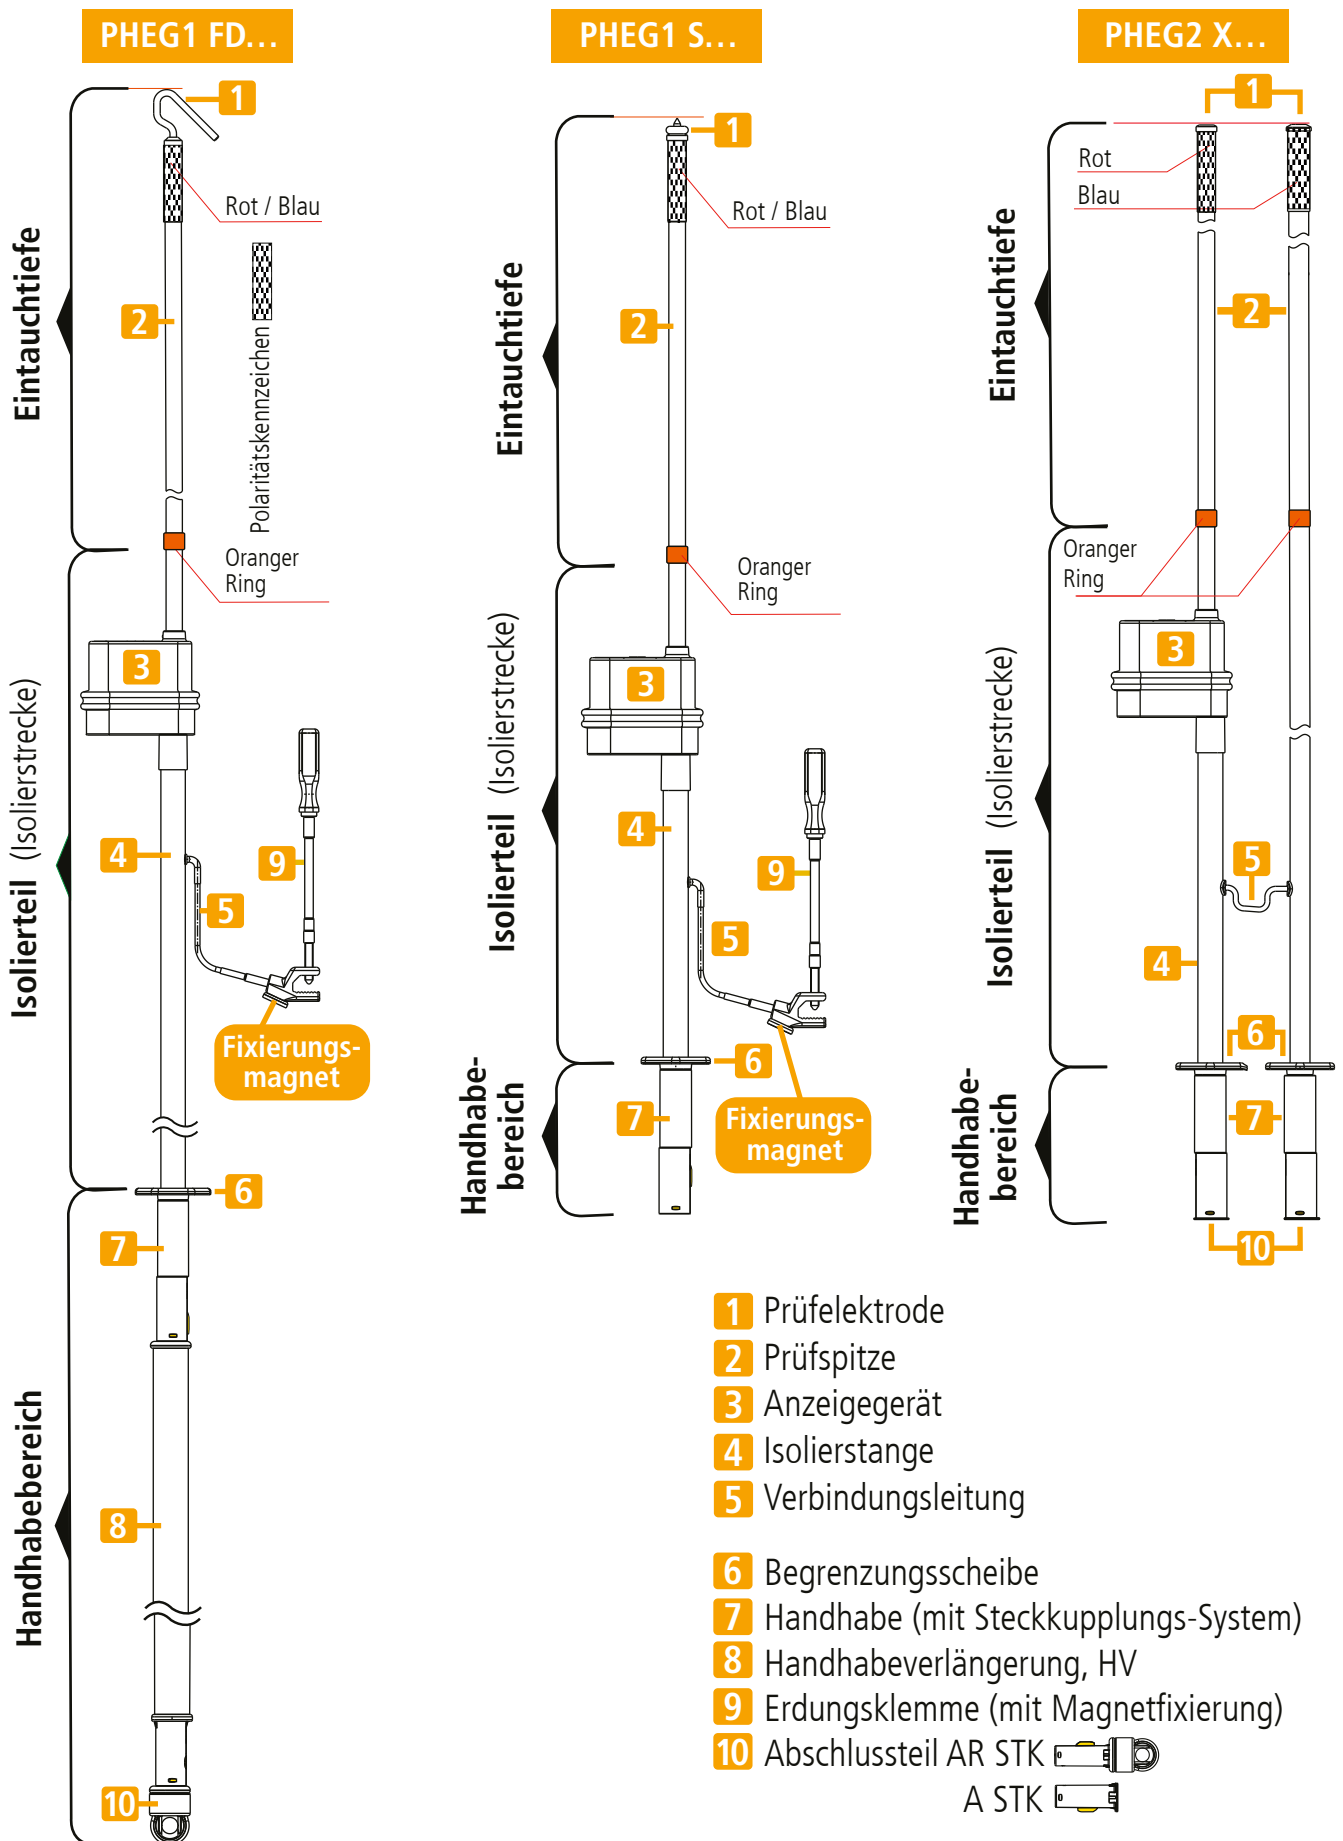 PHEG1 FD...
1
Rot / Blau
2
Polaritätskennzeichen
Eintauchtiefe
Oranger
Ring
3
Isolierteil (Isolierstrecke)
4
9
5
Fixierungs-
magnet
6
7
Handhabebereich
8
10
PHEG1 S...
1
Rot / Blau
2
Eintauchtiefe
Oranger
Ring
3
Isolierteil (Isolierstrecke)
4
9
5
6
Handhabe-
bereich
7
Fixierungs-
magnet
PHEG2 X...
1
Rot
Blau
2
Eintauchtiefe
Oranger
Ring
3
Isolierteil (Isolierstrecke)
5
4
6
Handhabe-
bereich
7
10
1 Prüfelektrode
2 Prüfspitze
3 Anzeigegerät
4 Isolierstange
5 Verbindungsleitung
6 Begrenzungsscheibe
7 Handhabe (mit Steckkupplungs-System)
8 Handhabeverlängerung, HV
9 Erdungsklemme (mit Magnetfixierung)
10 Abschlussteil AR STK
A STK